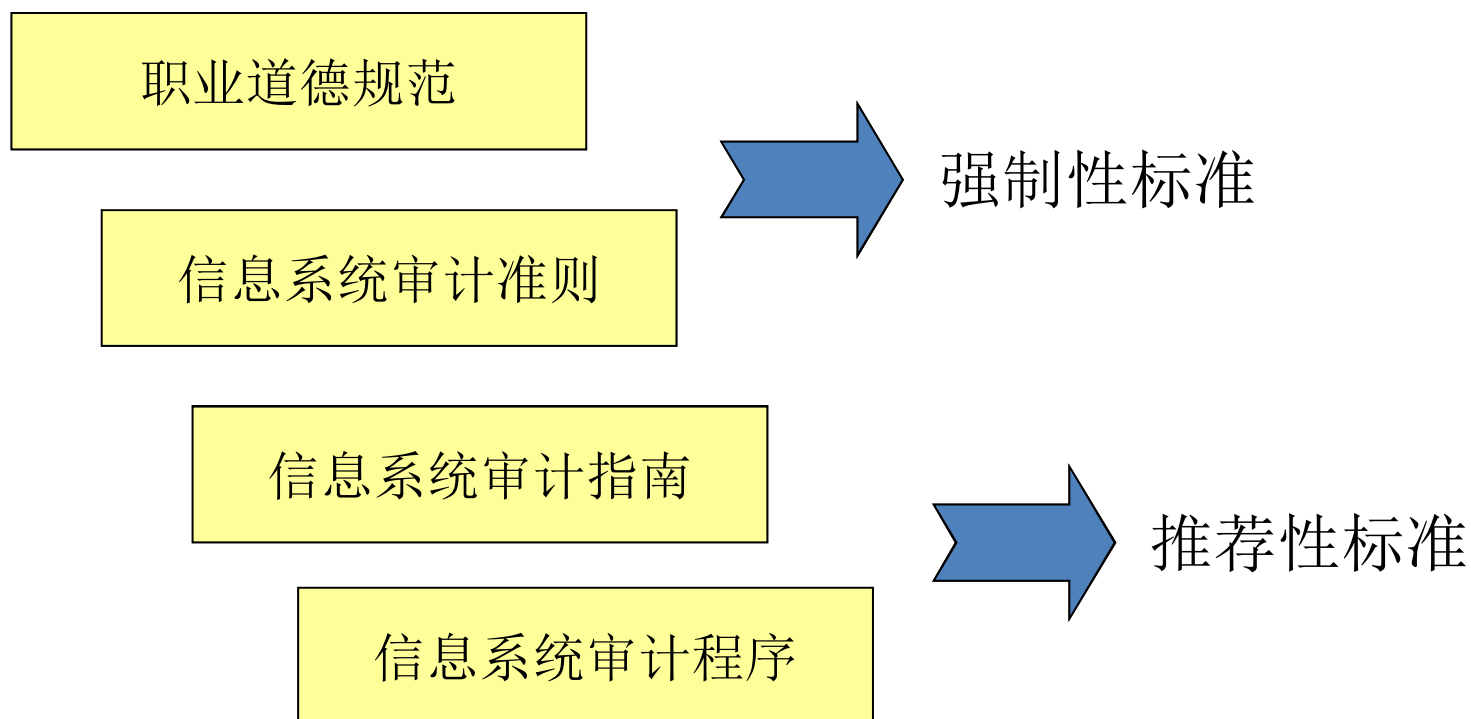 职业道德规范
强制性标准
信息系统审计准则
信息系统审计指南
推荐性标准
信息系统审计程序